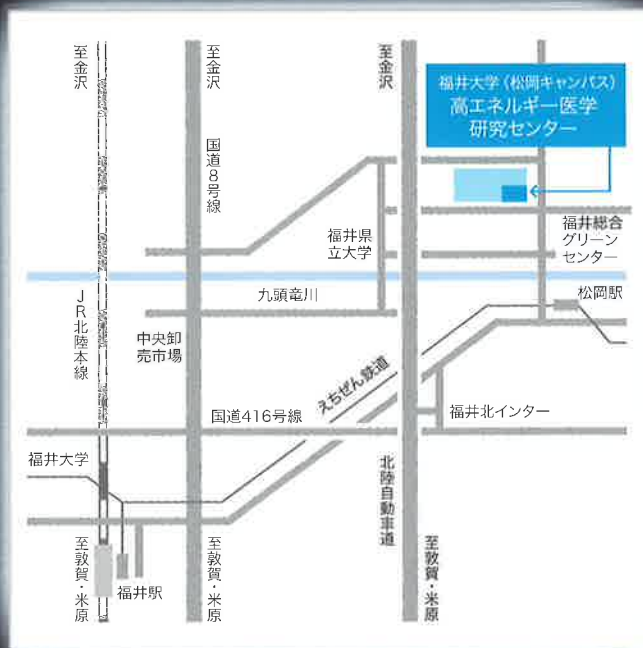 至金沢
至金沢
至金沢
福井大学(松岡キャンパス)
高エネルギー医学
研究センター
国道8号線
福井県
立大学
福井総合
グリーン
センター
九頭竜川
松岡駅
JR北陸本線
中央卸
売市場
えちぜん鉄道
国道416号線
福井北インター
福井大学
北陸自動車道
至敦賀・米原
福井駅
至敦賀・米原
至敦賀・米原